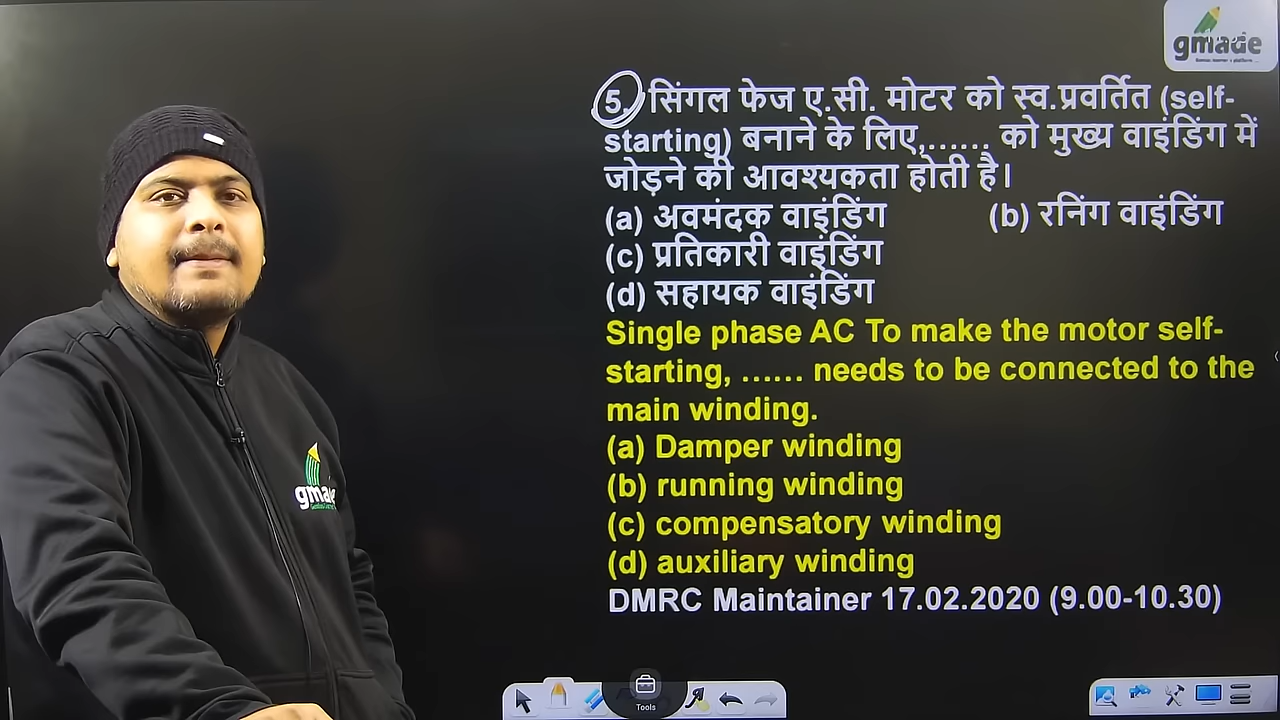 gmade
5. सिंगल फेज ए.सी. मोटर को स्व.प्रवर्तित (self-
starting) बनाने के लिए,...... को मुख्य वाइंडिंग में
जोड़ने की आवश्यकता होती है।
(a) अवमंदक वाइंडिंग (b) रनिंग वाइंडिंग
(c) प्रतिकारी वाइंडिंग
(d) सहायक वाइंडिंग
Single phase AC To make the motor self-
starting, ...... needs to be connected to the
main winding.
(a) Damper winding
(b) running winding
(c) compensatory winding
(d) auxiliary winding
DMRC Maintainer 17.02.2020 (9.00-10.30)
gmade
Tools